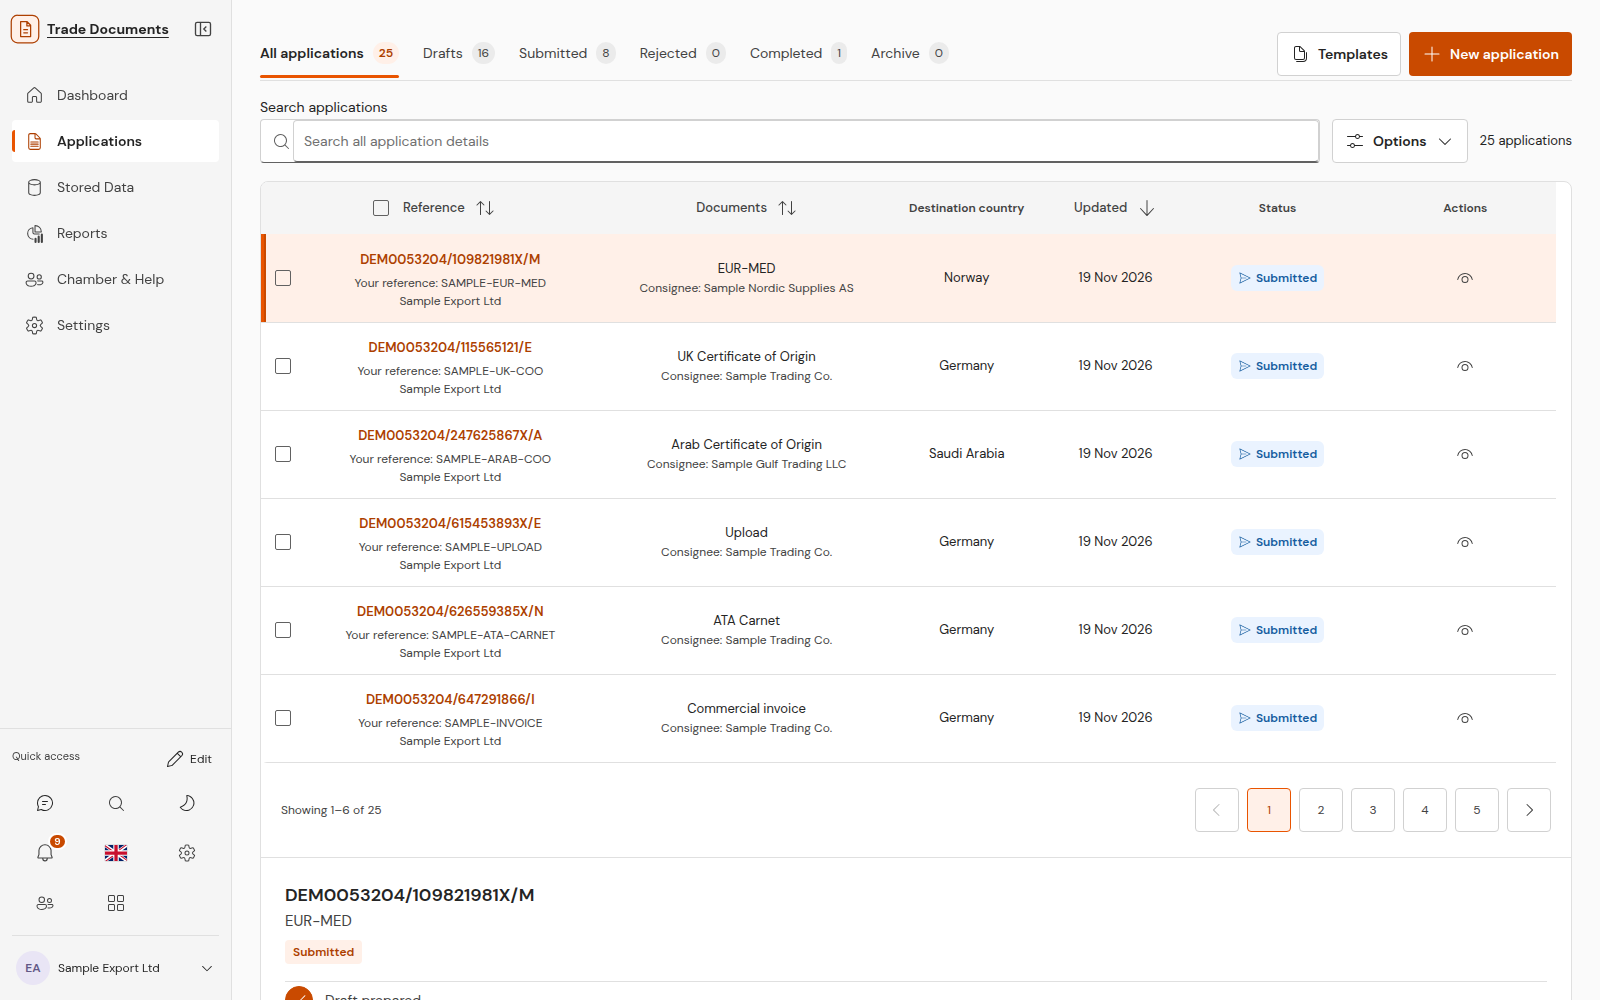 Trade Documents
Dashboard
Applications
Stored Data
Reports
Chamber & Help
Settings
Quick access
Edit
9
EA
Sample Export Ltd
All applications 25
Drafts 16
Submitted 8
Rejected 0
Completed 1
Archive 0
Templates
New application
Search applications
Search all application details
Options
25 applications
Reference
Documents
Destination country
Updated
Status
Actions
DEM0053204/109821981X/M
Your reference: SAMPLE-EUR-MED
Sample Export Ltd
EUR-MED
Consignee: Sample Nordic Supplies AS
Norway
19 Nov 2026
Submitted
DEM0053204/115565121/E
Your reference: SAMPLE-UK-COO
Sample Export Ltd
UK Certificate of Origin
Consignee: Sample Trading Co.
Germany
19 Nov 2026
Submitted
DEM0053204/247625867X/A
Your reference: SAMPLE-ARAB-COO
Sample Export Ltd
Arab Certificate of Origin
Consignee: Sample Gulf Trading LLC
Saudi Arabia
19 Nov 2026
Submitted
DEM0053204/615453893X/E
Your reference: SAMPLE-UPLOAD
Sample Export Ltd
Upload
Consignee: Sample Trading Co.
Germany
19 Nov 2026
Submitted
DEM0053204/626559385X/N
Your reference: SAMPLE-ATA-CARNET
Sample Export Ltd
ATA Carnet
Consignee: Sample Trading Co.
Germany
19 Nov 2026
Submitted
DEM0053204/647291866/I
Your reference: SAMPLE-INVOICE
Sample Export Ltd
Commercial invoice
Consignee: Sample Trading Co.
Germany
19 Nov 2026
Submitted
Showing 1–6 of 25
1
2
3
4
5
DEM0053204/109821981X/M
EUR-MED
Submitted
Draft prepared